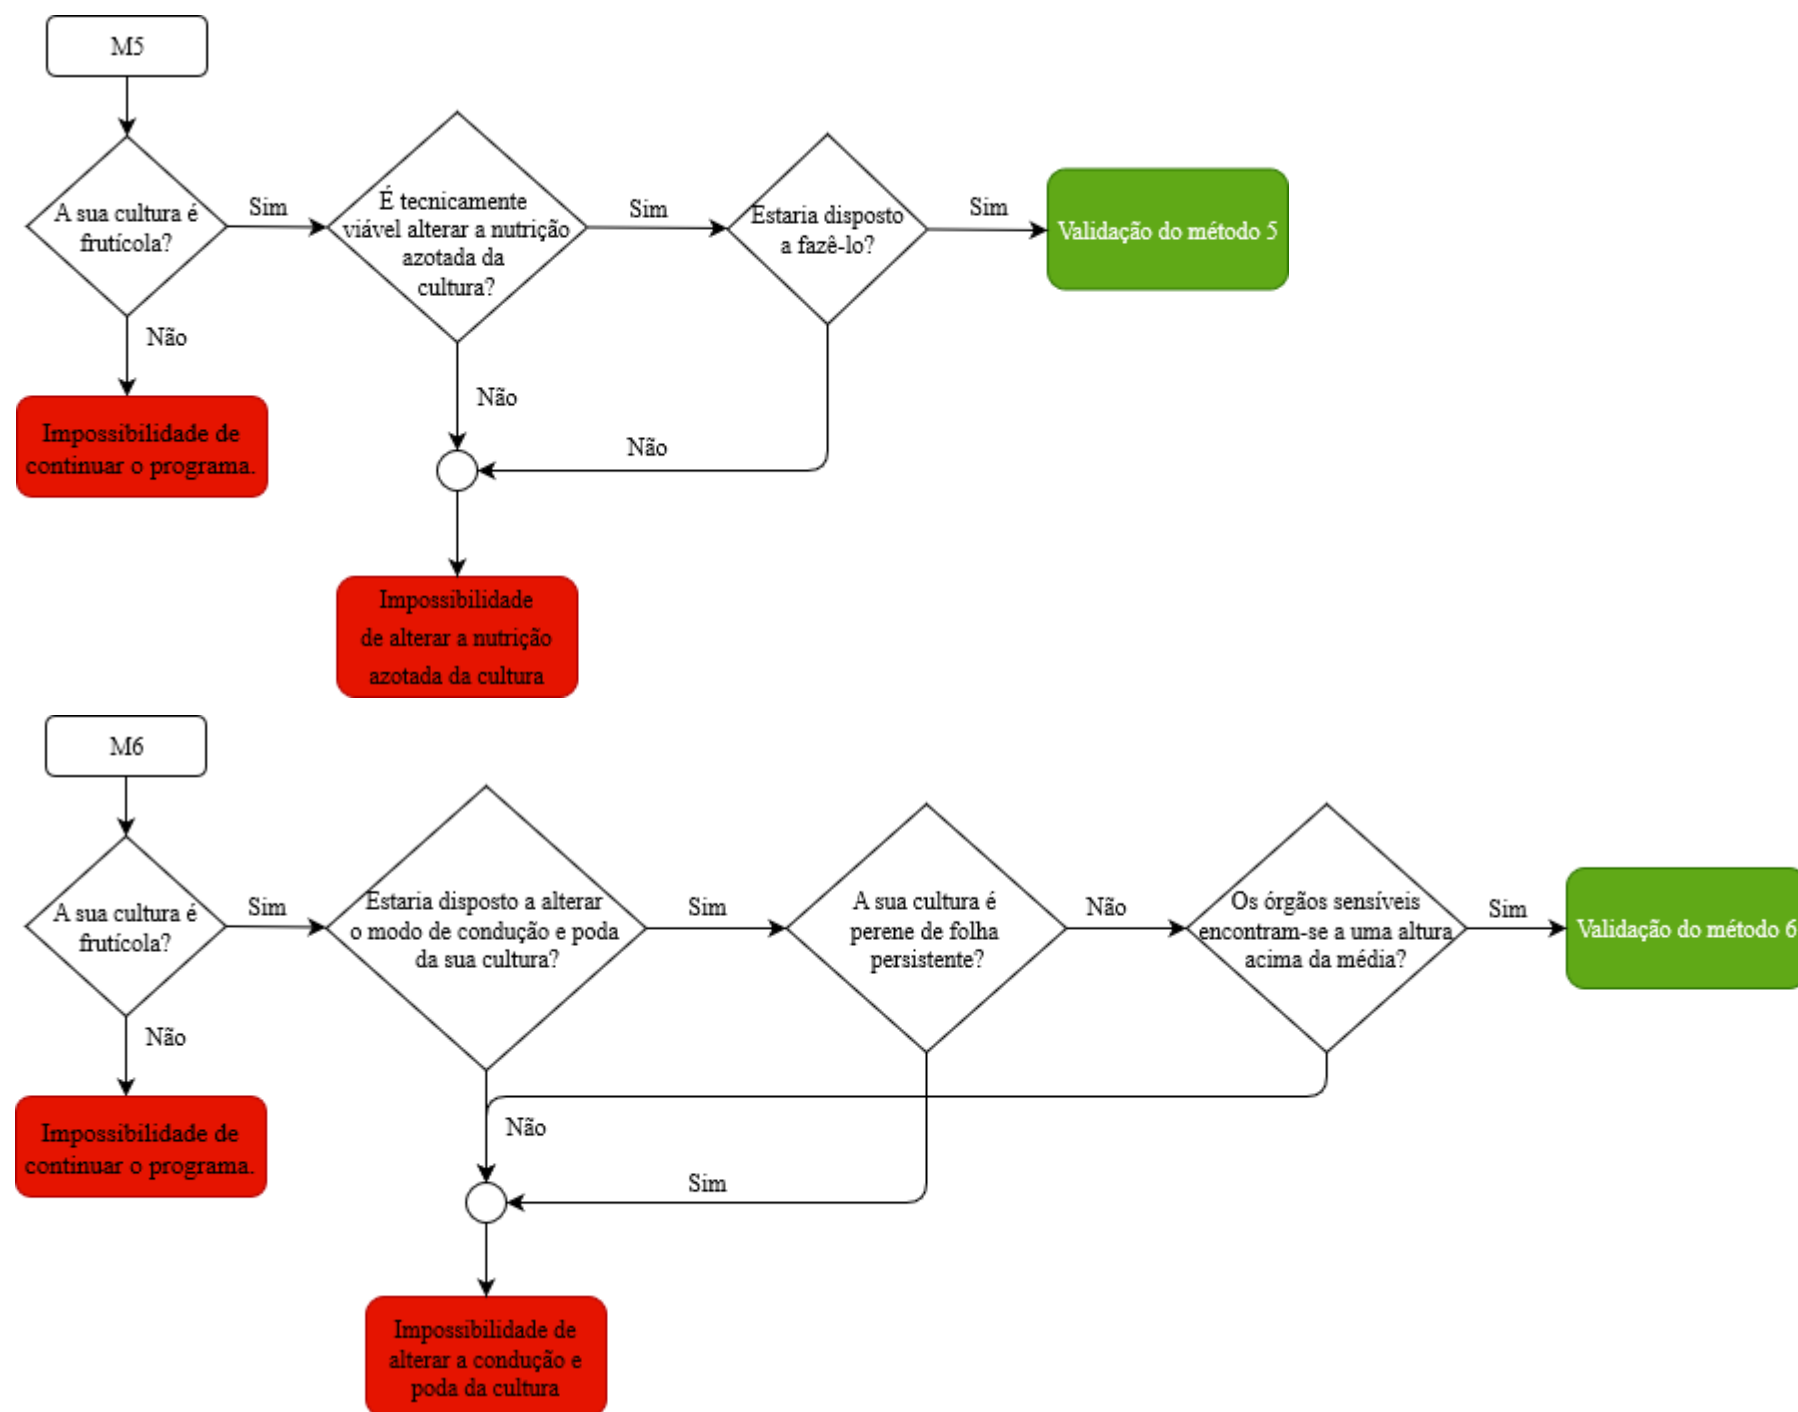 M5
A sua cultura é
frutícola?
Sim
É tecnicamente
viável alterar a nutrição
azotada da
cultura?
Sim
Estaria disposto
a fazê-lo?
Sim
Validação do método 5
Não
Impossibilidade de
continuar o programa.
Não
Não
Impossibilidade
de alterar a nutrição
azotada da cultura
M6
A sua cultura é
frutícola?
Sim
Estaria disposto a alterar
o modo de condução e poda
da sua cultura?
Sim
A sua cultura é
perene de folha
persistente?
Não
Os órgãos sensíveis
encontram-se a uma altura
acima da média?
Sim
Validação do método 6
Não
Impossibilidade de
continuar o programa.
Não
Sim
Impossibilidade de
alterar a condução e
poda da cultura